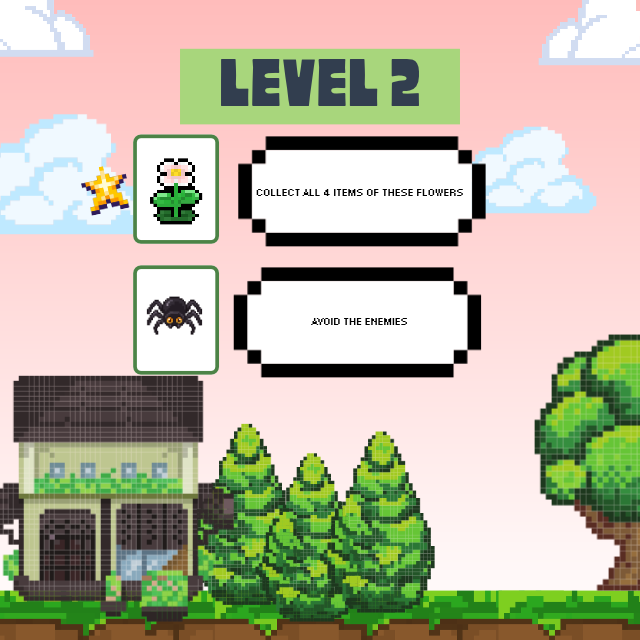 LEVEL 2
COLLECT ALL 4 ITEMS OF THESE FLOWERS
AVOID THE ENEMIES